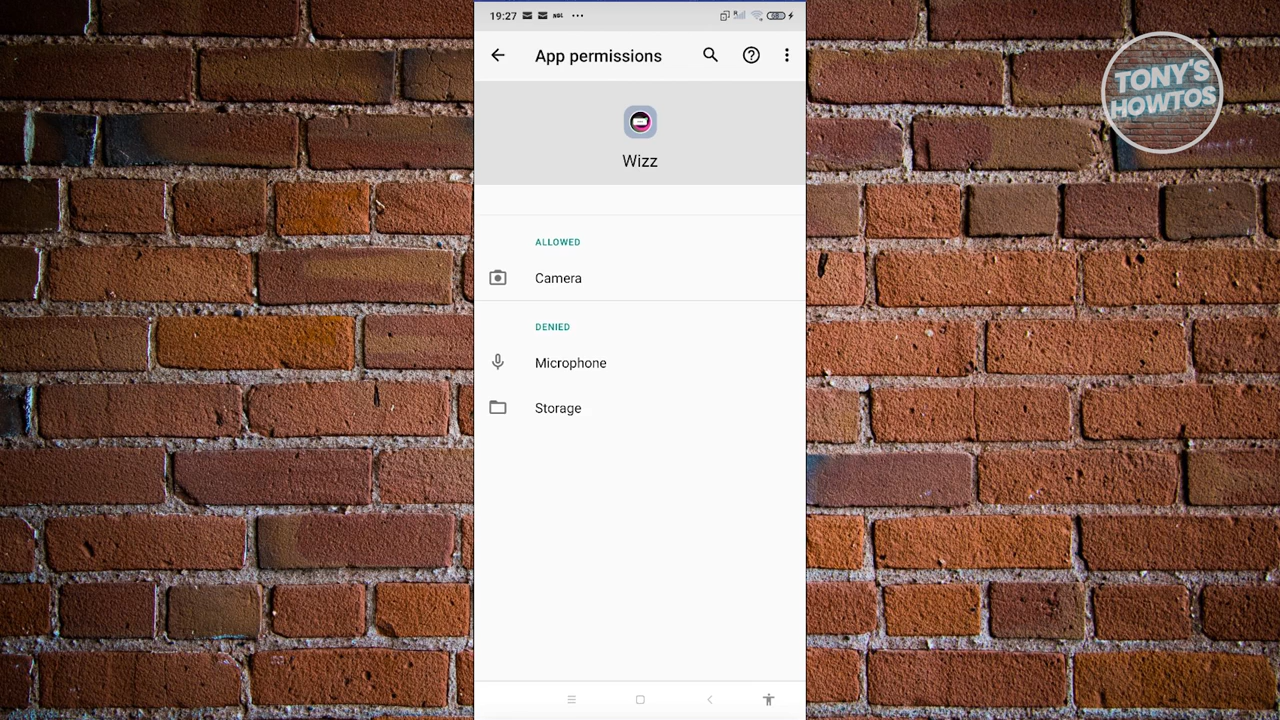 19:27
App permissions
TONY'S
HOWTOS
Wizz
ALLOWED
Camera
DENIED
Microphone
Storage